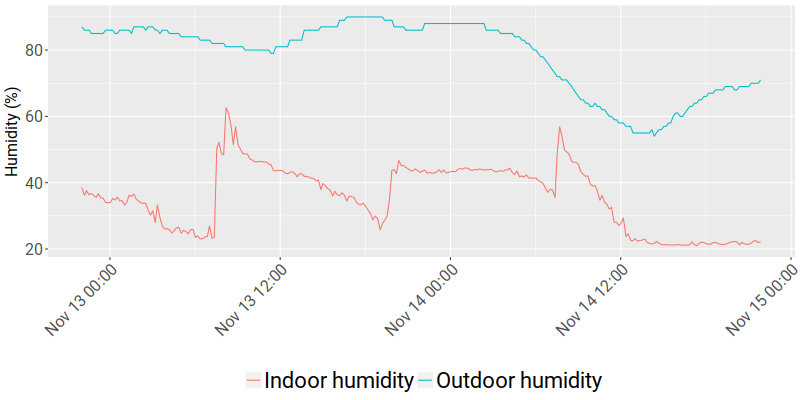 Humidity (%)
80
60
40
20
Nov 13 00:00
Nov 13 12:00
Nov 14 00:00
Nov 14 12:00
Nov 15 00:00
Indoor humidity Outdoor humidity